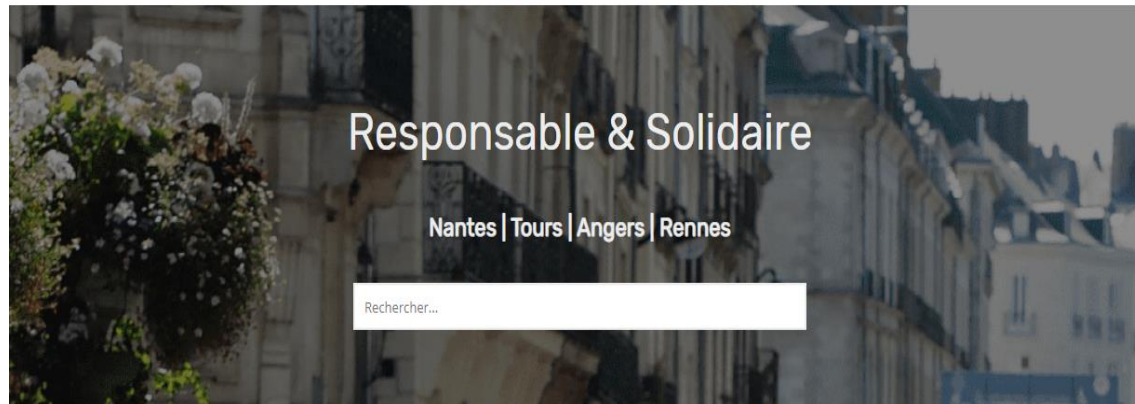 Responsable & Solidaire
Nantes | Tours | Angers | Rennes
Rechercher...